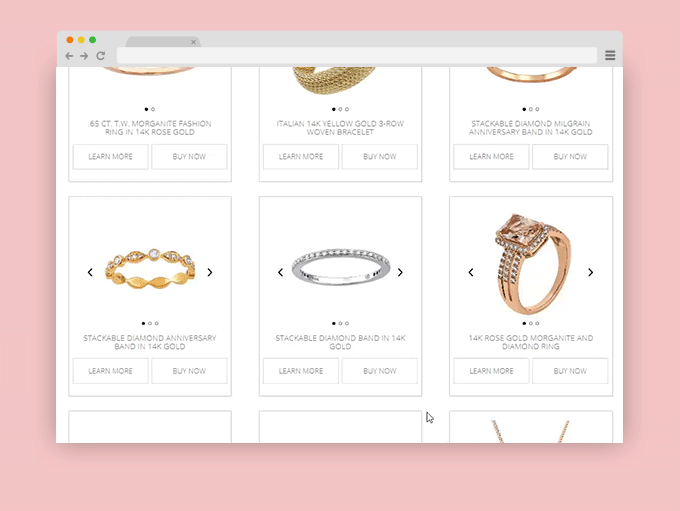 .65 CT. T.W. MORGANITE FASHION
RING IN 14K ROSE GOLD
LEARN MORE
BUY NOW
ITALIAN 14K YELLOW GOLD 3-ROW
WOVEN BRACELET
LEARN MORE
BUY NOW
STACKABLE DIAMOND MILGRAIN
ANNIVERSARY BAND IN 14K GOLD
LEARN MORE
BUY NOW
STACKABLE DIAMOND ANNIVERSARY
BAND IN 14K GOLD
LEARN MORE
BUY NOW
STACKABLE DIAMOND BAND IN 14K
GOLD
LEARN MORE
BUY NOW
14K ROSE GOLD MORGANITE AND
DIAMOND RING
LEARN MORE
BUY NOW